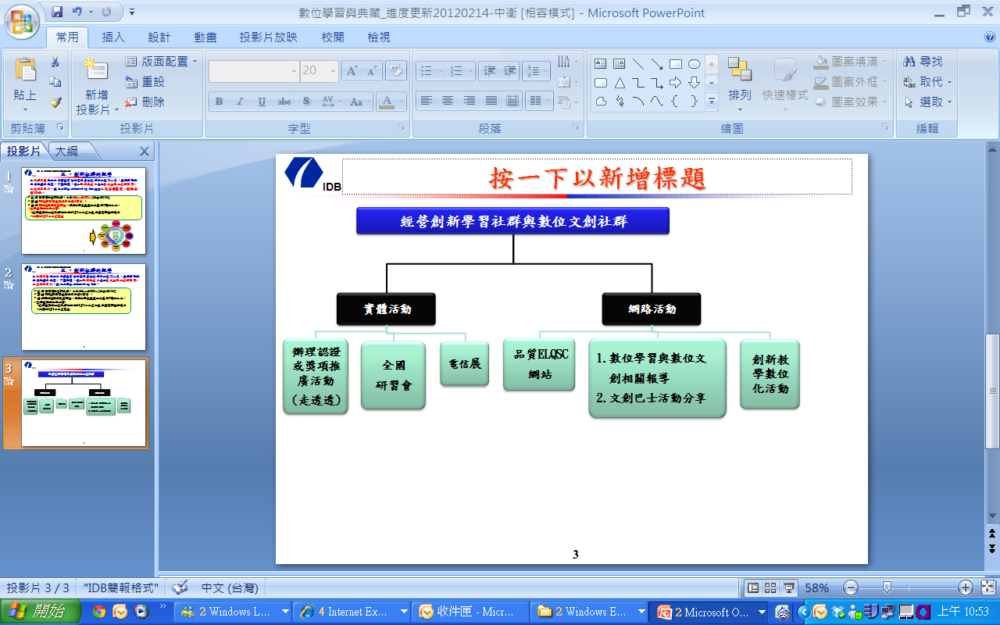 數位學習與典藏_進度更新20120214-中衛 [相容模式] - Microsoft PowerPoint
常用 插入 設計 動畫 投影片放映 校閱 檢視
貼上
剪貼簿
新增
投影片
版面配置
重設
刪除
投影片
20
B I U abc S AV Aa A
字型
段落
排列
快速樣式
圖案填滿
圖案外框
圖案效果
繪圖
尋找
取代
選取
編輯
投影片 大綱
1
2
3
IDB
按一下以新增標題
經營創新學習社群與數位文創社群
實體活動
網路活動
辦理認證
或獎項推
廣活動
(走透透)
全國
研習會
電信展
品質ELQSC
網站
1. 數位學習與數位文
創相關報導
2. 文創巴士活動分享
創新教
學數位
化活動
3
投影片 3 / 3 "IDB簡報格式" 中文 (台灣) 58%
開始 2 Windows L... 4 Internet Ex... 收件匣 - Micr... 2 Windows E... 2 Microsoft O... 上午 10:53